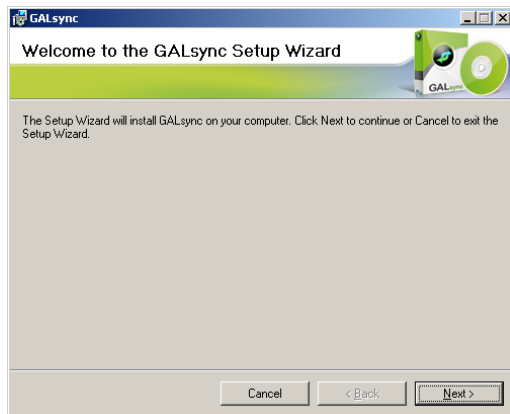 GALsync
Welcome to the GALsync Setup Wizard
GALsync
The Setup Wizard will install GALsync on your computer. Click Next to continue or Cancel to exit the
Setup Wizard.
Cancel
< Back
Next >